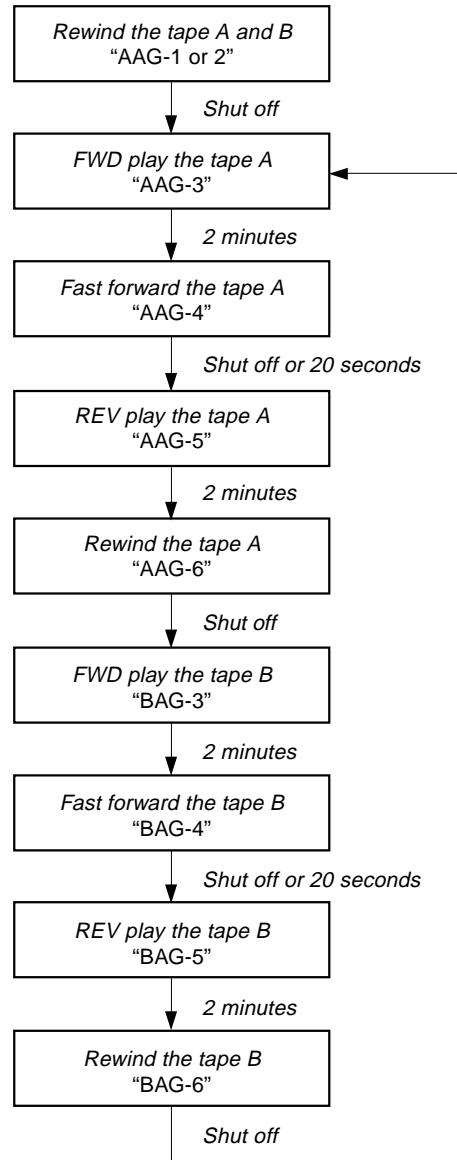 Rewind the tape A and B
“AAG-1 or 2”
Shut off
FWD play the tape A
“AAG-3”
2 minutes
Fast forward the tape A
“AAG-4”
Shut off or 20 seconds
REV play the tape A
“AAG-5”
2 minutes
Rewind the tape A
“AAG-6”
Shut off
FWD play the tape B
“BAG-3”
2 minutes
Fast forward the tape B
“BAG-4”
Shut off or 20 seconds
REV play the tape B
“BAG-5”
2 minutes
Rewind the tape B
“BAG-6”
Shut off